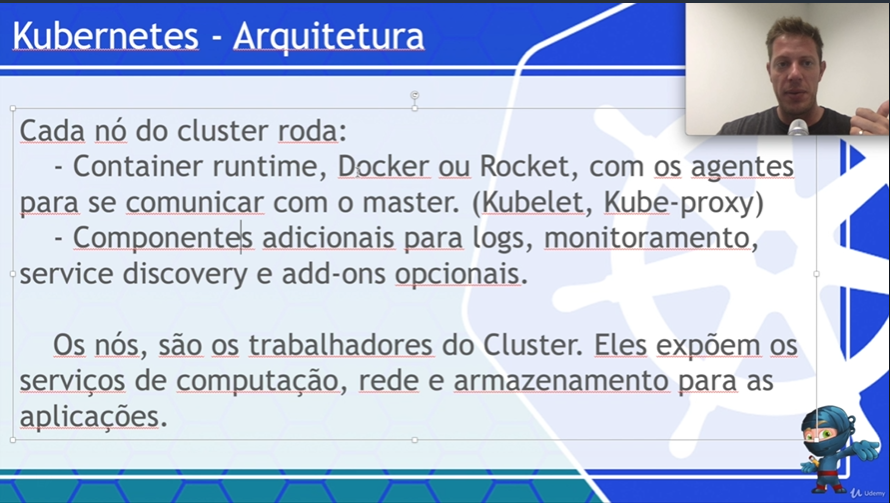 Kubernetes - Arquitetura
Cada nó do cluster roda:
- Container runtime, Docker ou Rocket, com os agentes
para se comunicar com o master. (Kubelet, Kube-proxy)
- Componentes adicionais para logs, monitoramento,
service discovery e add-ons opcionais.
Os nós, são os trabalhadores do Cluster. Eles expõem os
serviços de computação, rede e armazenamento para as
aplicações.
Udemy